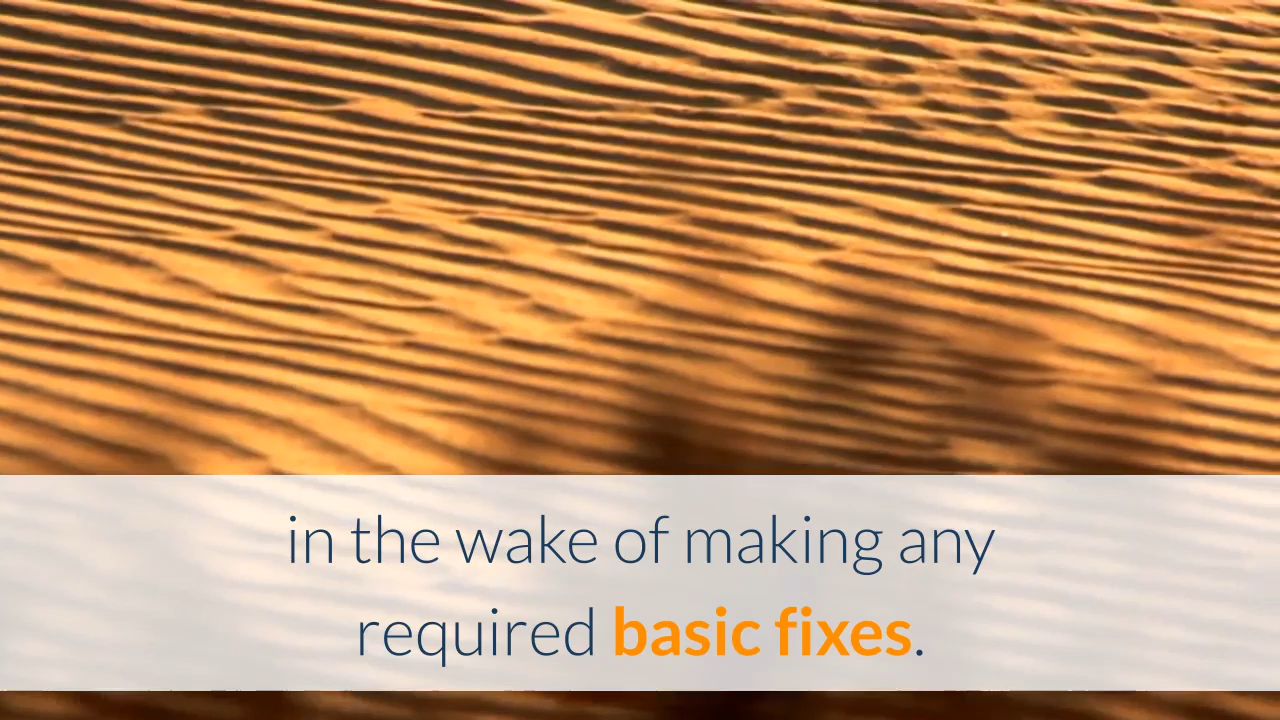 in the wake of making any
required basic fixes.